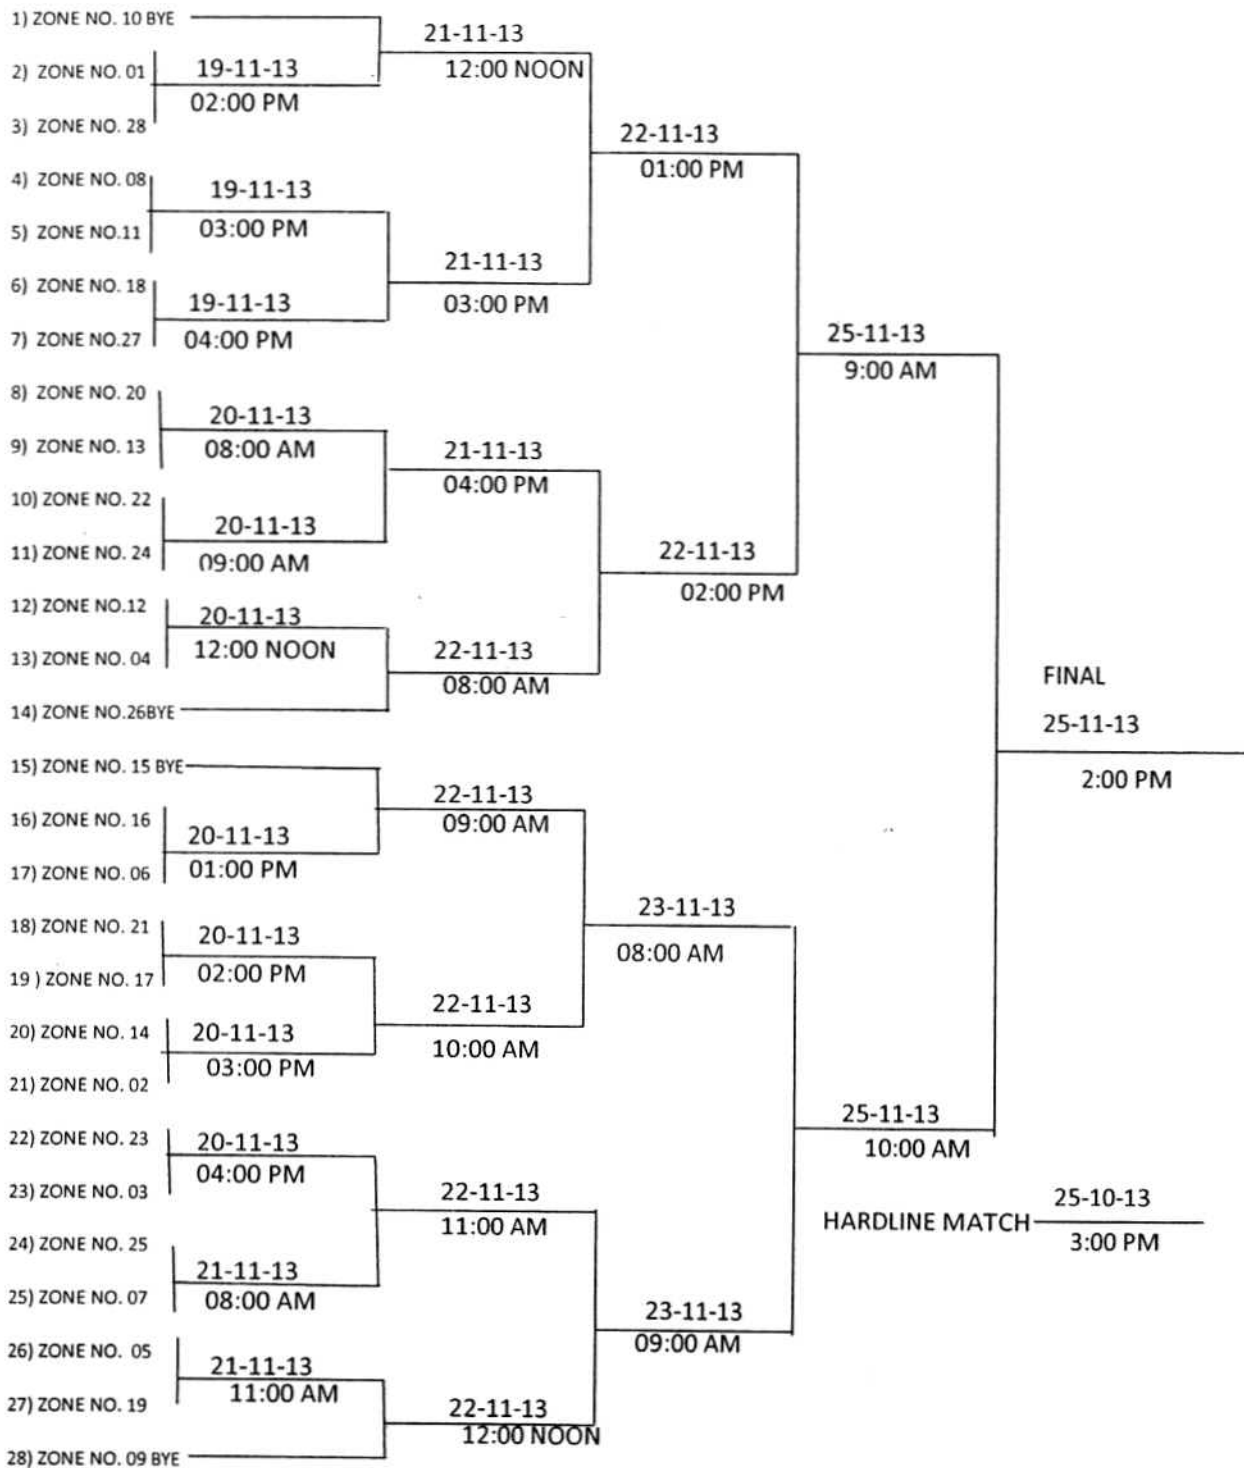 1) ZONE NO. 10 BYE
21-11-13
12:00 NOON
2) ZONE NO. 01
19-11-13
02:00 PM
3) ZONE NO. 28
22-11-13
01:00 PM
4) ZONE NO. 08
19-11-13
03:00 PM
5) ZONE NO.11
21-11-13
03:00 PM
6) ZONE NO. 18
19-11-13
04:00 PM
7) ZONE NO.27
25-11-13
9:00 AM
8) ZONE NO. 20
20-11-13
08:00 AM
9) ZONE NO. 13
21-11-13
04:00 PM
10) ZONE NO. 22
20-11-13
09:00 AM
11) ZONE NO. 24
22-11-13
02:00 PM
12) ZONE NO.12
20-11-13
12:00 NOON
13) ZONE NO. 04
22-11-13
08:00 AM
14) ZONE NO.26BYE
FINAL
25-11-13
2:00 PM
15) ZONE NO. 15 BYE
22-11-13
09:00 AM
16) ZONE NO. 16
20-11-13
01:00 PM
17) ZONE NO. 06
23-11-13
08:00 AM
18) ZONE NO. 21
20-11-13
02:00 PM
19 ) ZONE NO. 17
22-11-13
10:00 AM
20) ZONE NO. 14
20-11-13
03:00 PM
21) ZONE NO. 02
25-11-13
10:00 AM
22) ZONE NO. 23
20-11-13
04:00 PM
23) ZONE NO. 03
22-11-13
11:00 AM
HARDLINE MATCH
25-10-13
3:00 PM
24) ZONE NO. 25
21-11-13
08:00 AM
25) ZONE NO. 07
23-11-13
09:00 AM
26) ZONE NO. 05
21-11-13
11:00 AM
27) ZONE NO. 19
22-11-13
12:00 NOON
28) ZONE NO. 09 BYE